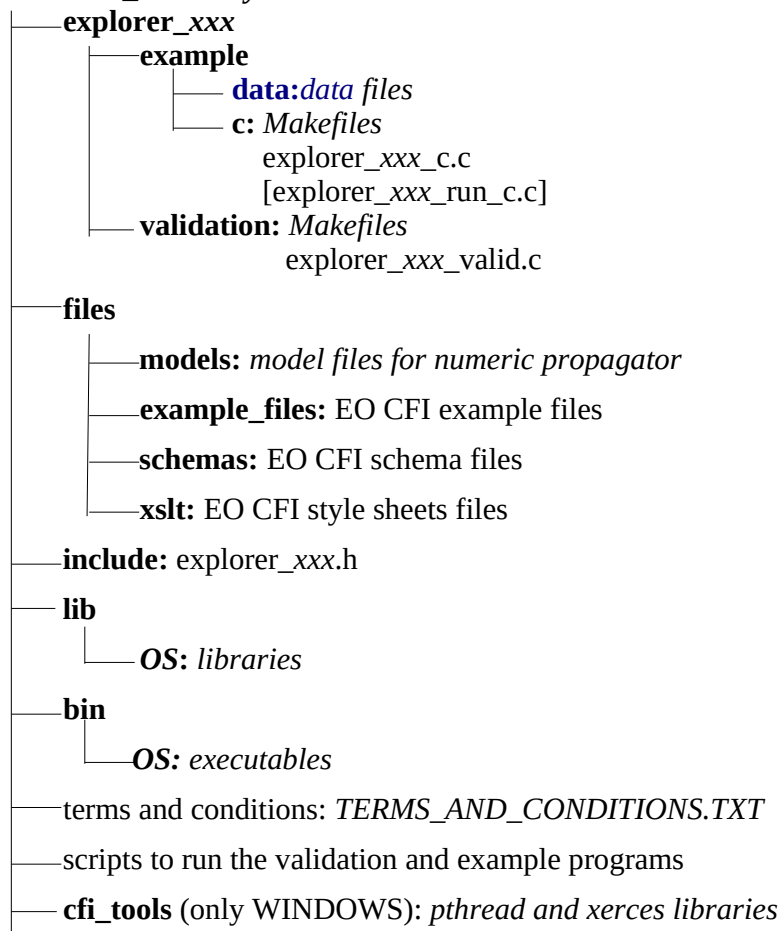 explorer_xxx
example
data:data files
c: Makefiles
explorer_xxx_c.c
[explorer_xxx_run_c.c]
validation: Makefiles
explorer_xxx_valid.c
files
models: model files for numeric propagator
example_files: EO CFI example files
schemas: EO CFI schema files
xslt: EO CFI style sheets files
include: explorer_xxx.h
lib
OS: libraries
bin
OS: executables
terms and conditions: TERMS_AND_CONDITIONS.TXT
scripts to run the validation and example programs
cfi_tools (only WINDOWS): pthread and xerces libraries